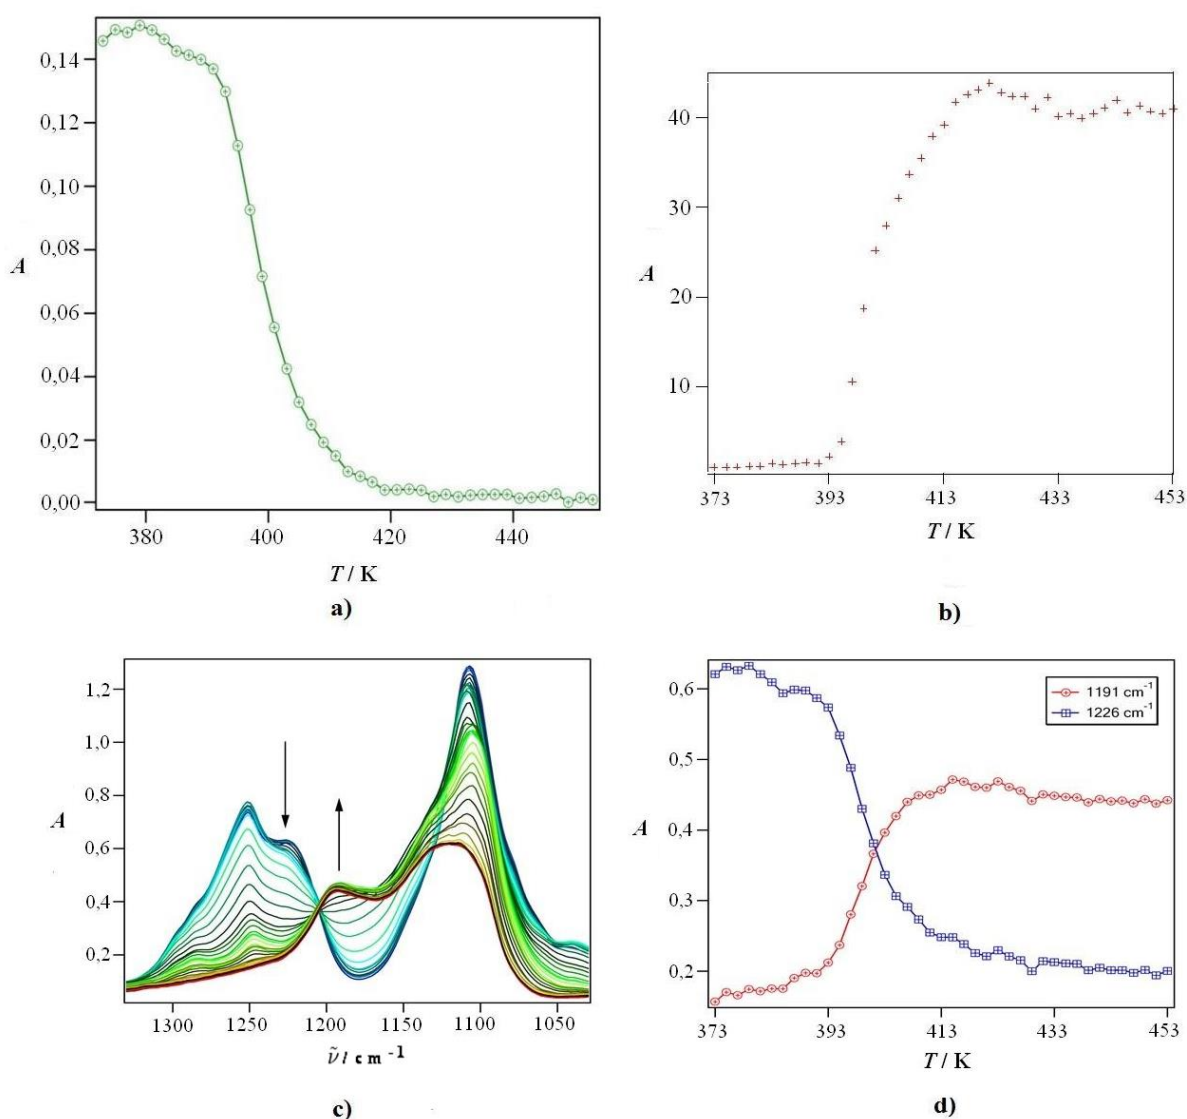 0,14
0,12
0,10
0,08
A
0,06
0,04
0,02
0,00
380 400 420 440
T / K
a)
40
30
A
20
10
373 393 413 433 453
T / K
b)
1,2
1,0
0,8
A
0,6
0,4
0,2
1300 1250 1200 1150 1100 1050
ν̃ / cm-1
c)
1191 cm-1
1226 cm-1
0,6
0,5
A
0,4
0,3
0,2
373 393 413 433 453
T / K
d)